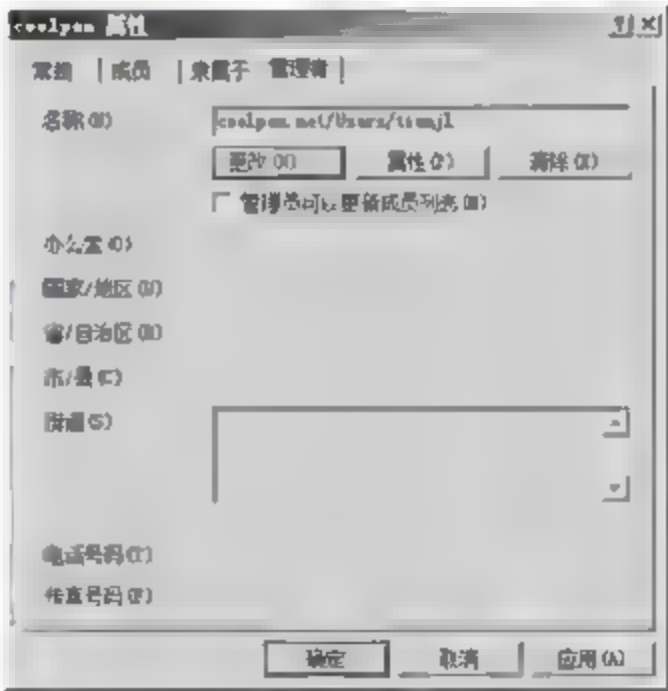 coolpen 属性
常规 成员 隶属于 管理者
名称(N)
coolpen.net/Users/
更改(C) 属性(P) 清除(X)
管理员可以更新成员列表(M)
办公室(O)
国家/地区(U)
省/自治区(R)
市/县(C)
街道(S)
电话号码(T)
传真号码(F)
确定 取消 应用(A)